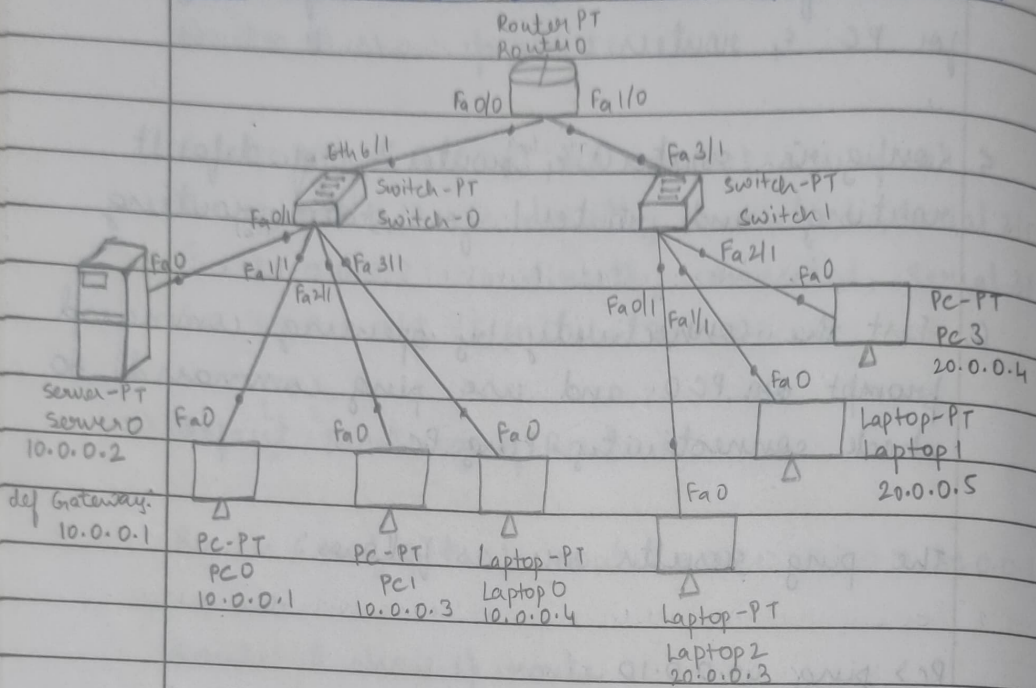 Router PT
Router0
Fa0/0
Fa1/0
Eth6/1
Fa3/1
Switch-PT
Switch-0
Switch-PT
Switch1
Fa0/1
Fa0
Fa1/1
Fa2/1
Fa3/1
Fa2/1
Fa0
Fa0/1
Fa1/1
PC-PT
PC3
20.0.0.4
Server-PT
Server0
10.0.0.2
def Gateway:
10.0.0.1
Fa0
Fa0
Fa0
Fa0
Laptop-PT
Laptop1
20.0.0.5
Fa0
PC-PT
PC0
10.0.0.1
PC-PT
PC1
10.0.0.3
Laptop-PT
Laptop0
10.0.0.4
Laptop-PT
Laptop2
20.0.0.3